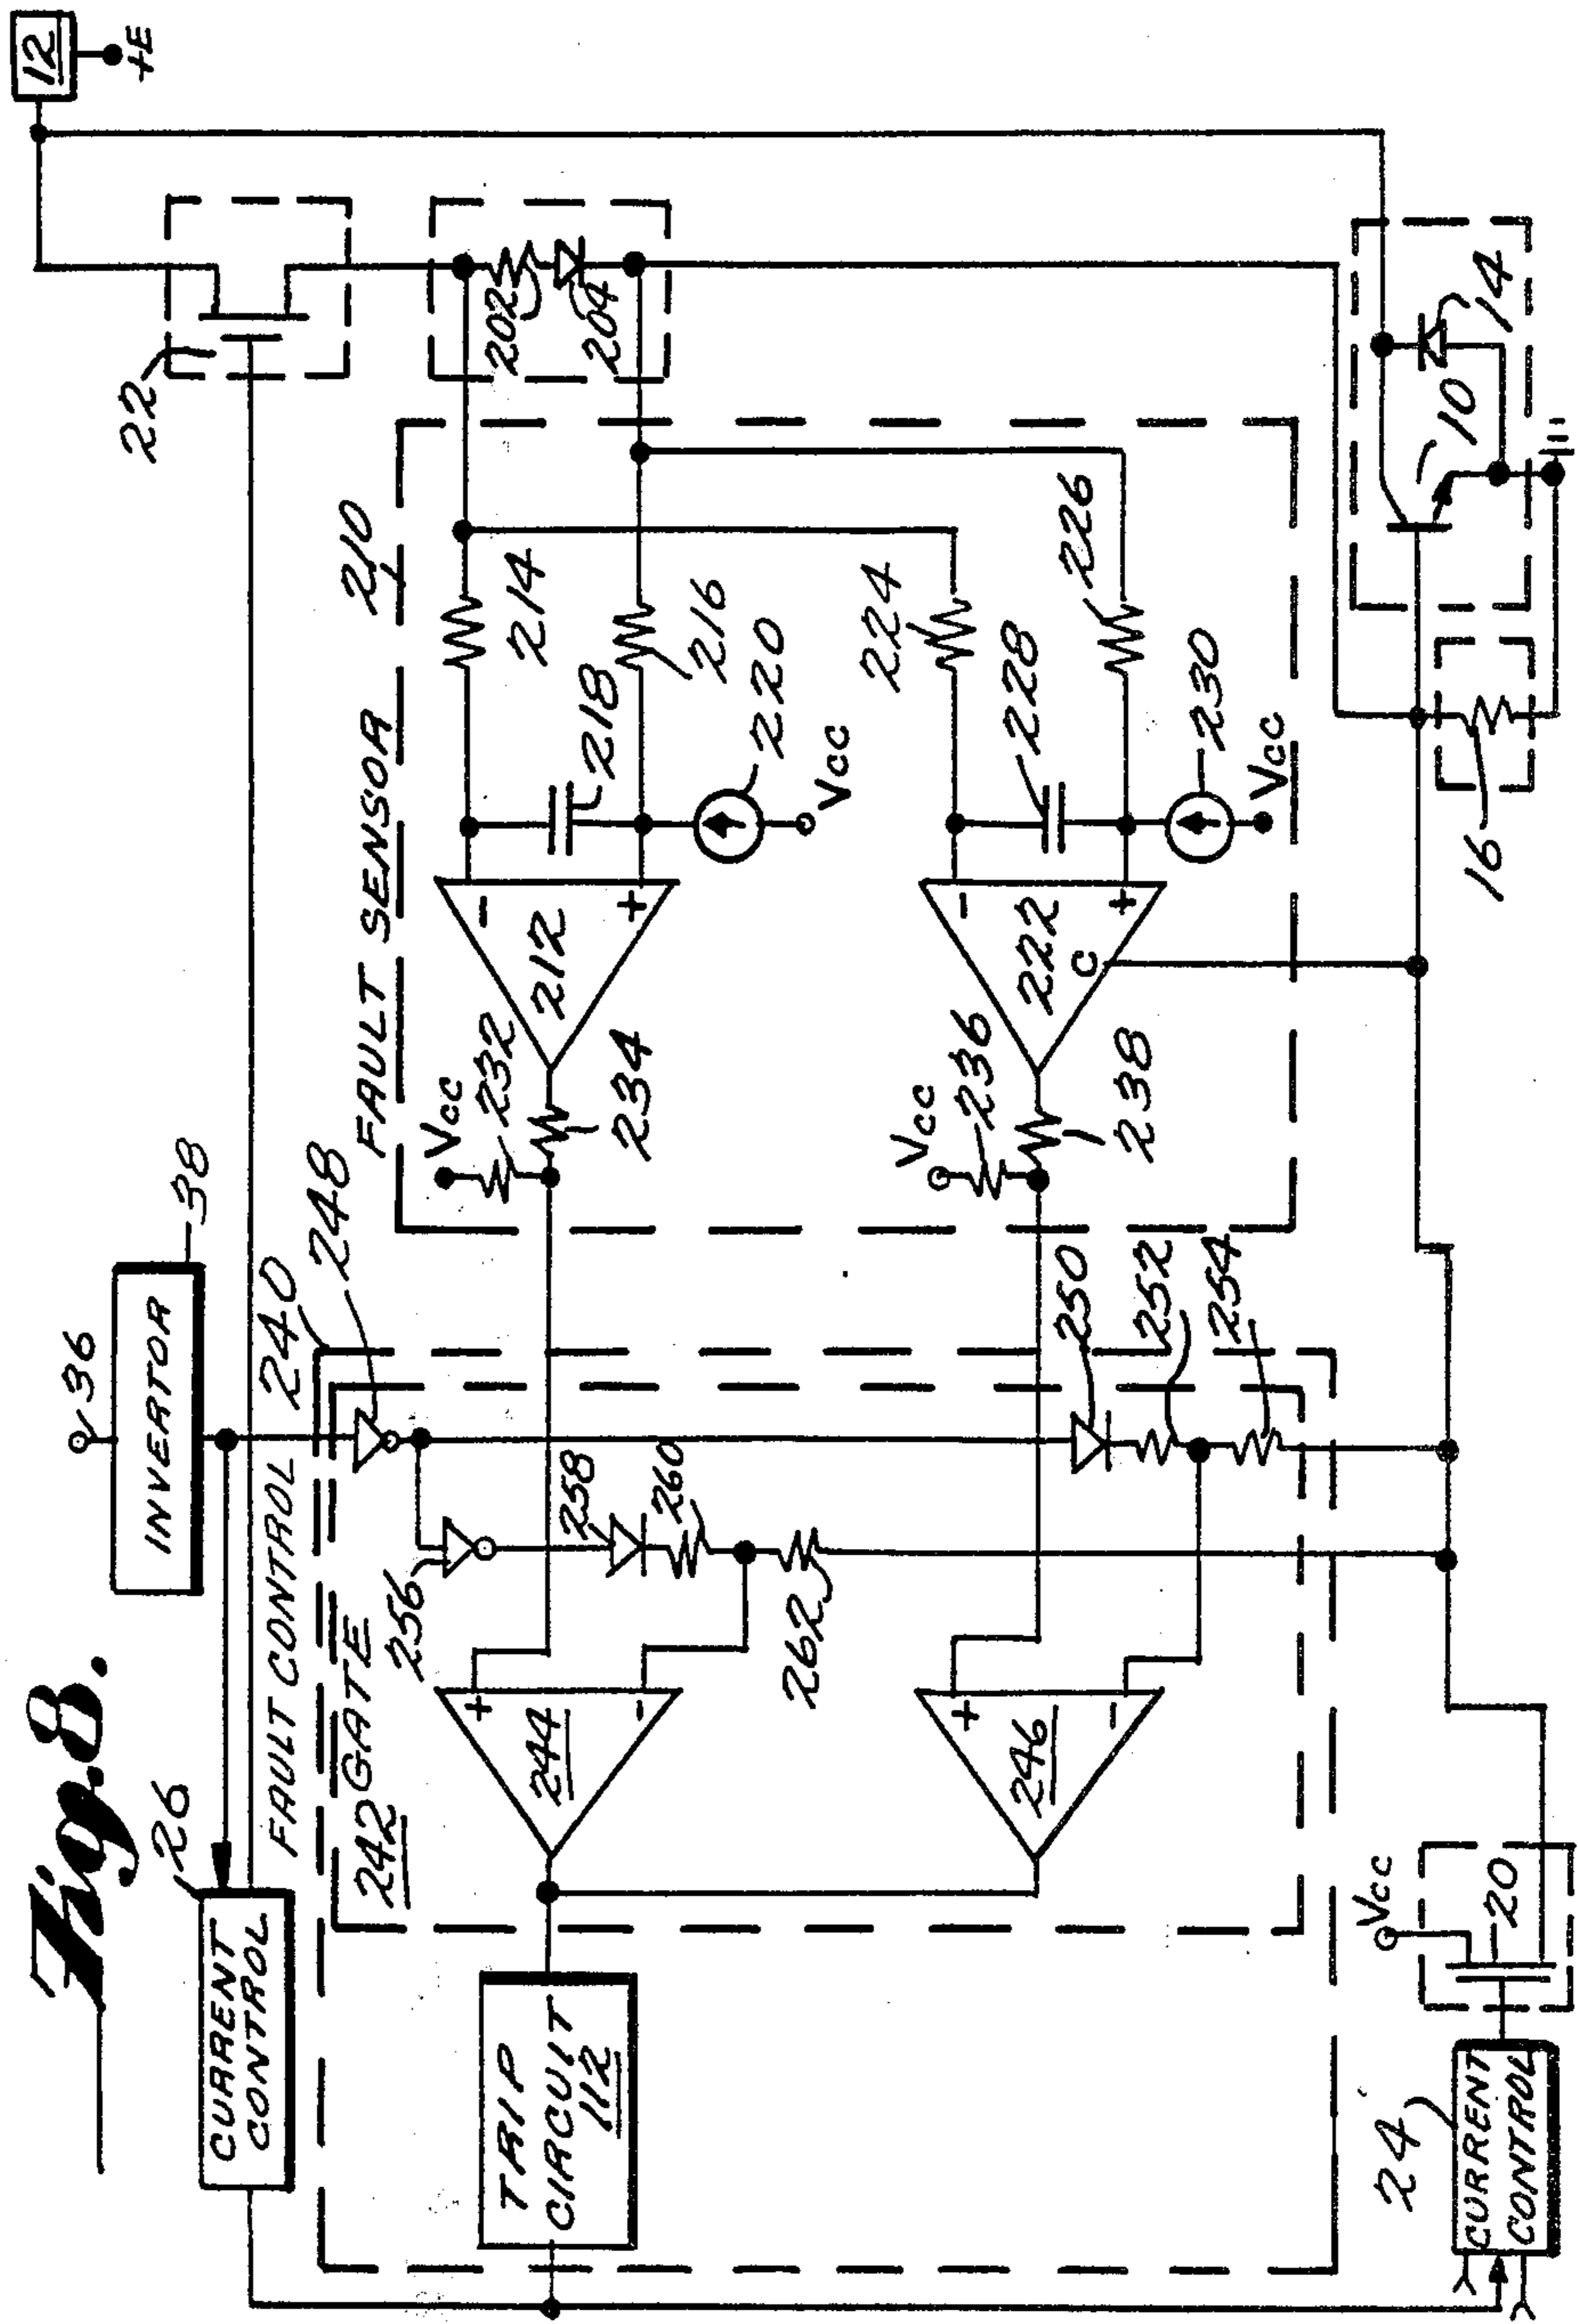 Fig. 8.
36
INVERTOR
38
26
CURRENT
CONTROL
22
12
+E
FAULT CONTROL 240
248
FAULT SENSOR 210
242 GATE
256
258
260
262
244
+
-
246
+
-
250
252
254
TRIP
CIRCUIT
112
Vcc
232
234
212
-
+
214
216
218
220
Vcc
202
204
Vcc
236
238
222
-
+
C
224
226
228
230
Vcc
16
10
14
Vcc
20
24
CURRENT
CONTROL